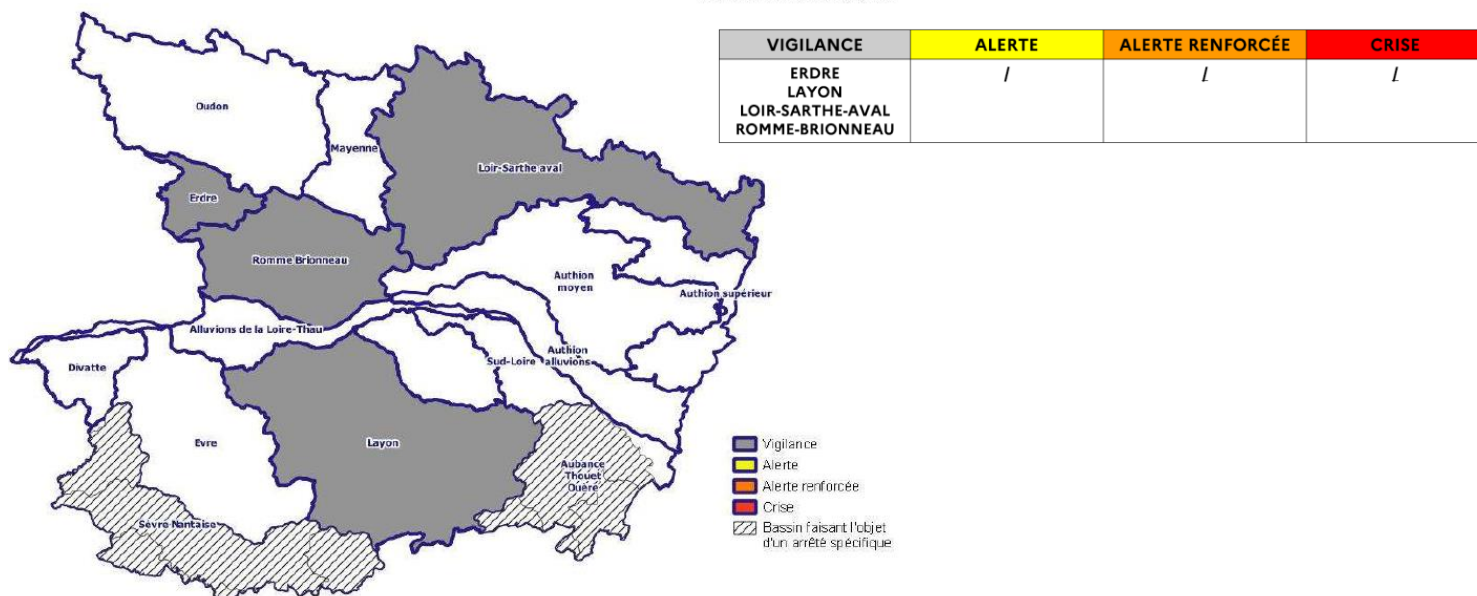 VIGILANCE
ALERTE
ALERTE RENFORCÉE
CRISE
ERDRE
LAYON
LOIR-SARTHE-AVAL
ROMME-BRIONNEAU
/
/
/
Oudon
Mayenne
Loir-Sarthe aval
Erdre
Romme Brionneau
Authion
moyen
Authion supérieur
Alluvions de la Loire-Thau
Authion
alluvions
Sud-Loire
Divatte
Evre
Layon
Aubance
Thouet
Ouère
Sèvre Nantaise
Vigilance
Alerte
Alerte renforcée
Crise
Bassin faisant l'objet
d'un arrêté spécifique